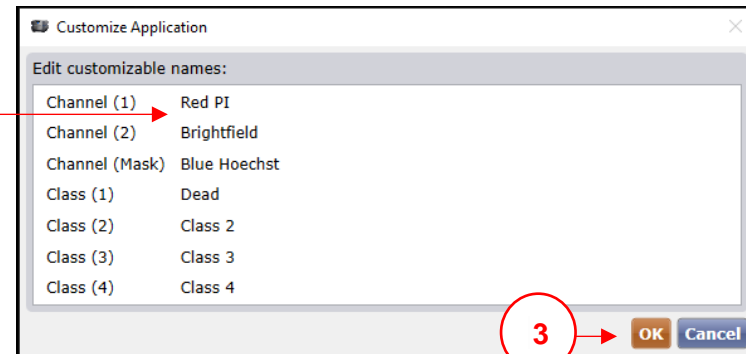 Customize Application
Edit customizable names:
Channel (1) Red PI
Channel (2) Brightfield
Channel (Mask) Blue Hoechst
Class (1) Dead
Class (2) Class 2
Class (3) Class 3
Class (4) Class 4
3 OK Cancel